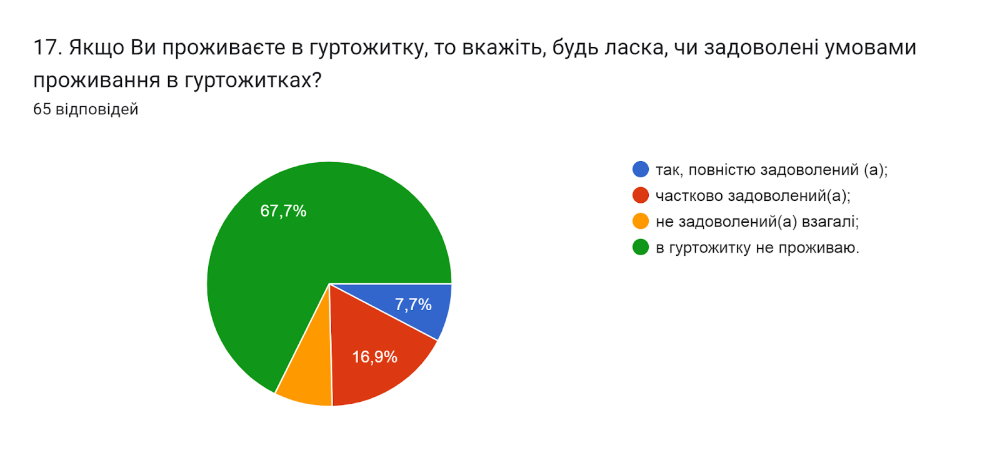 17. Якщо Ви проживаєте в гуртожитку, то вкажіть, будь ласка, чи задоволені умовами
проживання в гуртожитках?
65 відповідей
так, повністю задоволений (а);
частково задоволений(а);
не задоволений(а) взагалі;
в гуртожитку не проживаю.
67,7%
7,7%
16,9%